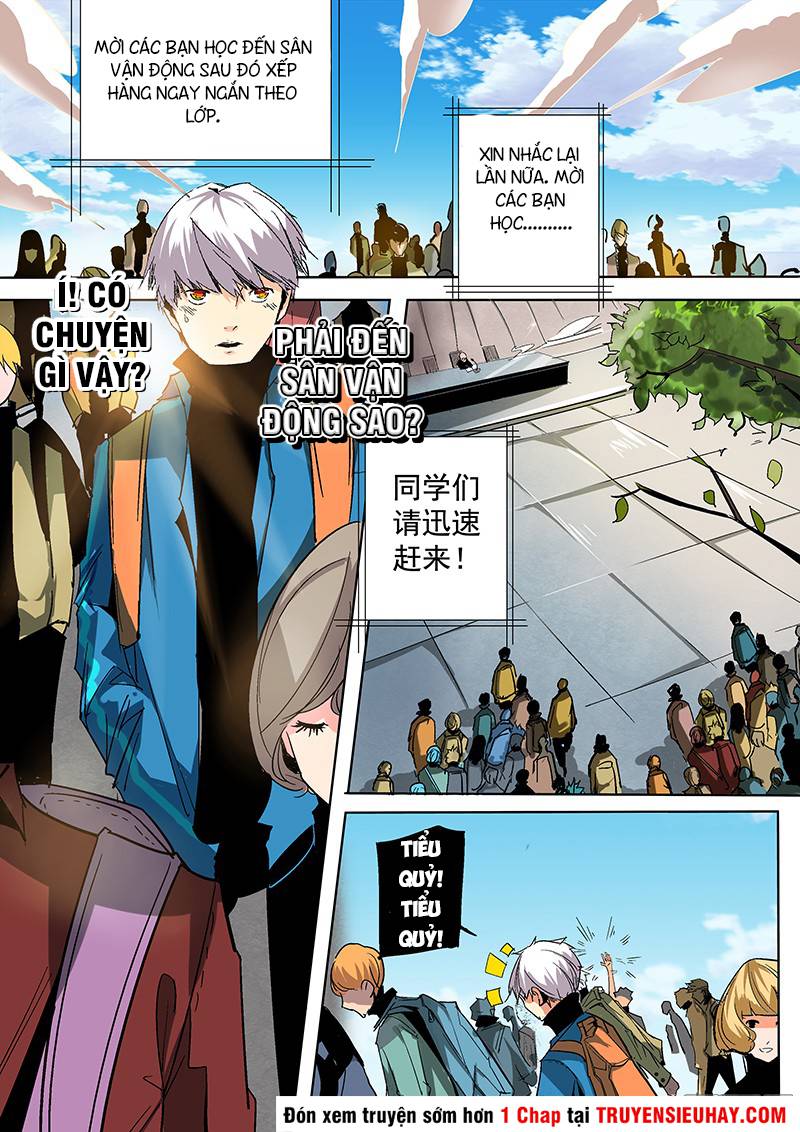 MỜI CÁC BẠN HỌC ĐẾN SÂN
VẬN ĐỘNG SAU ĐÓ XẾP
HÀNG NGAY NGẮN THEO
LỚP.
XIN NHẮC LẠI
LẦN NỮA. MỜI
CÁC BẠN
HỌC..........
Í! CÓ
CHUYỆN
GÌ VẬY?
PHẢI ĐẾN
SÂN VẬN
ĐỘNG SAO?
同学们
请迅速
赶来！
TIỂU
QUỶ!
TIỂU
QUỶ!
Đón xem truyện sớm hơn 1 Chap tại TRUYENSIEUHAY.COM